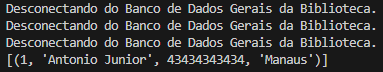 Desconectando do Banco de Dados Gerais da Biblioteca.
Desconectando do Banco de Dados Gerais da Biblioteca.
Desconectando do Banco de Dados Gerais da Biblioteca.
[(1, 'Antonio Junior', 43434343434, 'Manaus')]